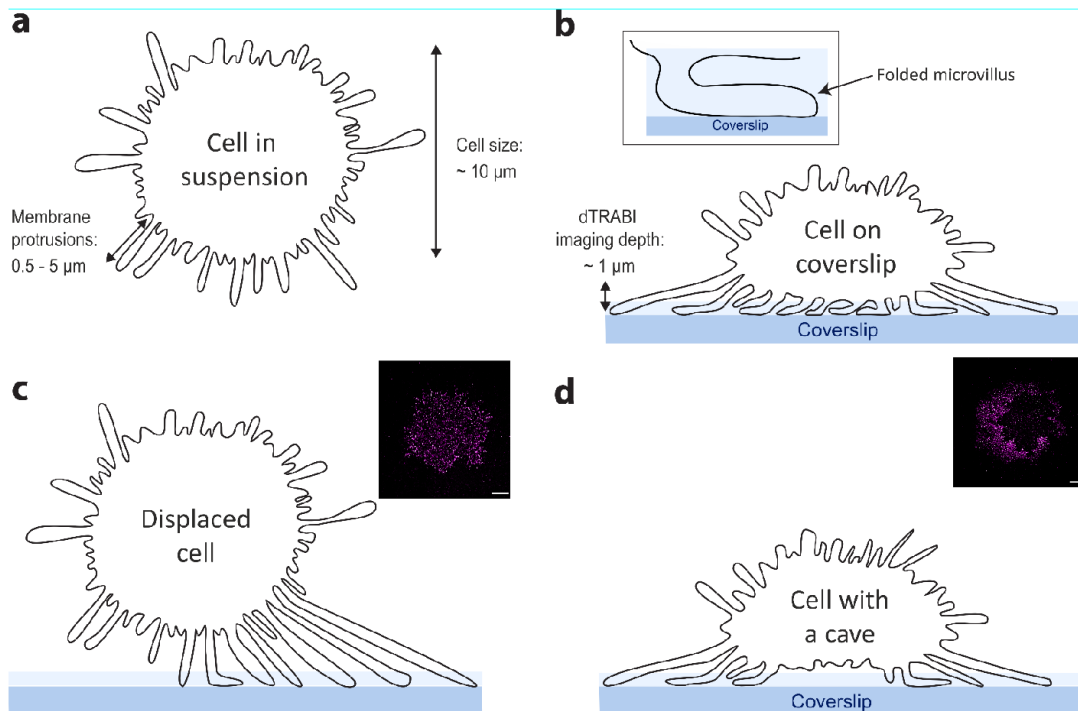 a
Cell in
suspension
Cell size:
~ 10 µm
Membrane
protrusions:
0.5 - 5 µm
b
Folded microvillus
Coverslip
dTRABI
imaging depth:
~ 1 µm
Cell on
coverslip
Coverslip
c
Displaced
cell
d
Cell with
a cave
Coverslip